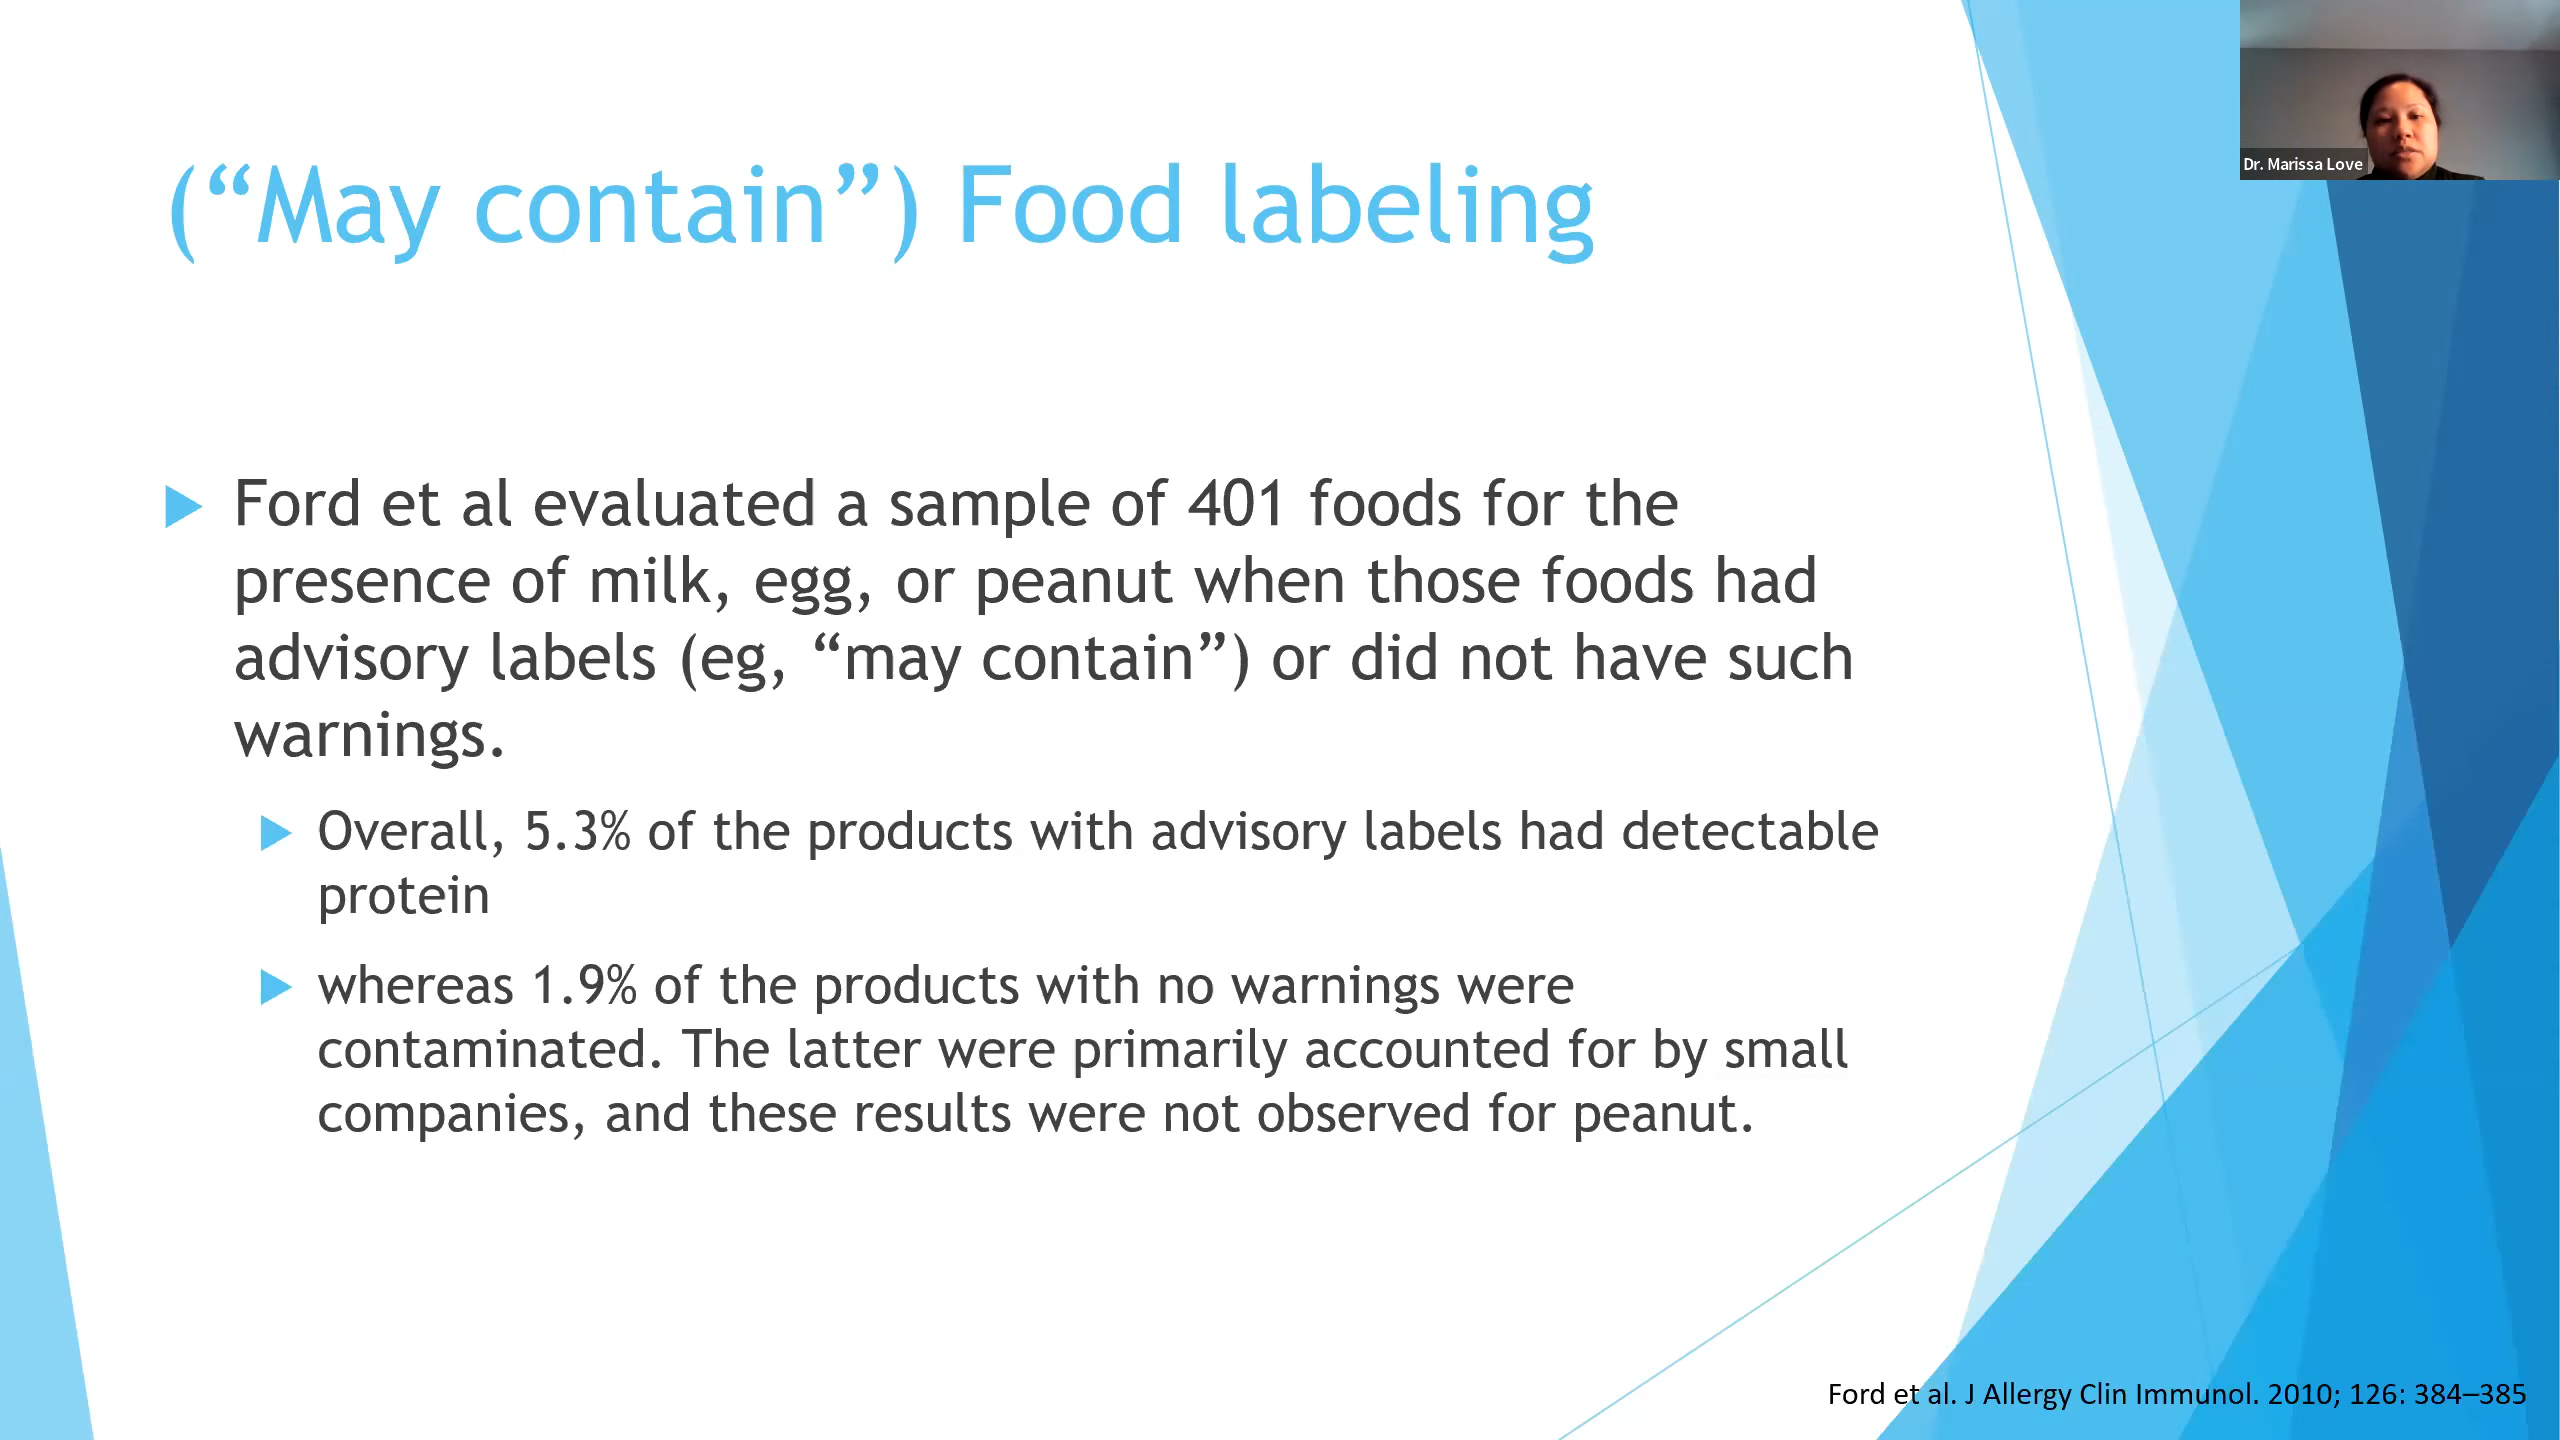 Dr. Marissa Love
(“May contain”) Food labeling
Ford et al evaluated a sample of 401 foods for the
presence of milk, egg, or peanut when those foods had
advisory labels (eg, “may contain”) or did not have such
warnings.
Overall, 5.3% of the products with advisory labels had detectable
protein
whereas 1.9% of the products with no warnings were
contaminated. The latter were primarily accounted for by small
companies, and these results were not observed for peanut.
Ford et al. J Allergy Clin Immunol. 2010; 126: 384–385